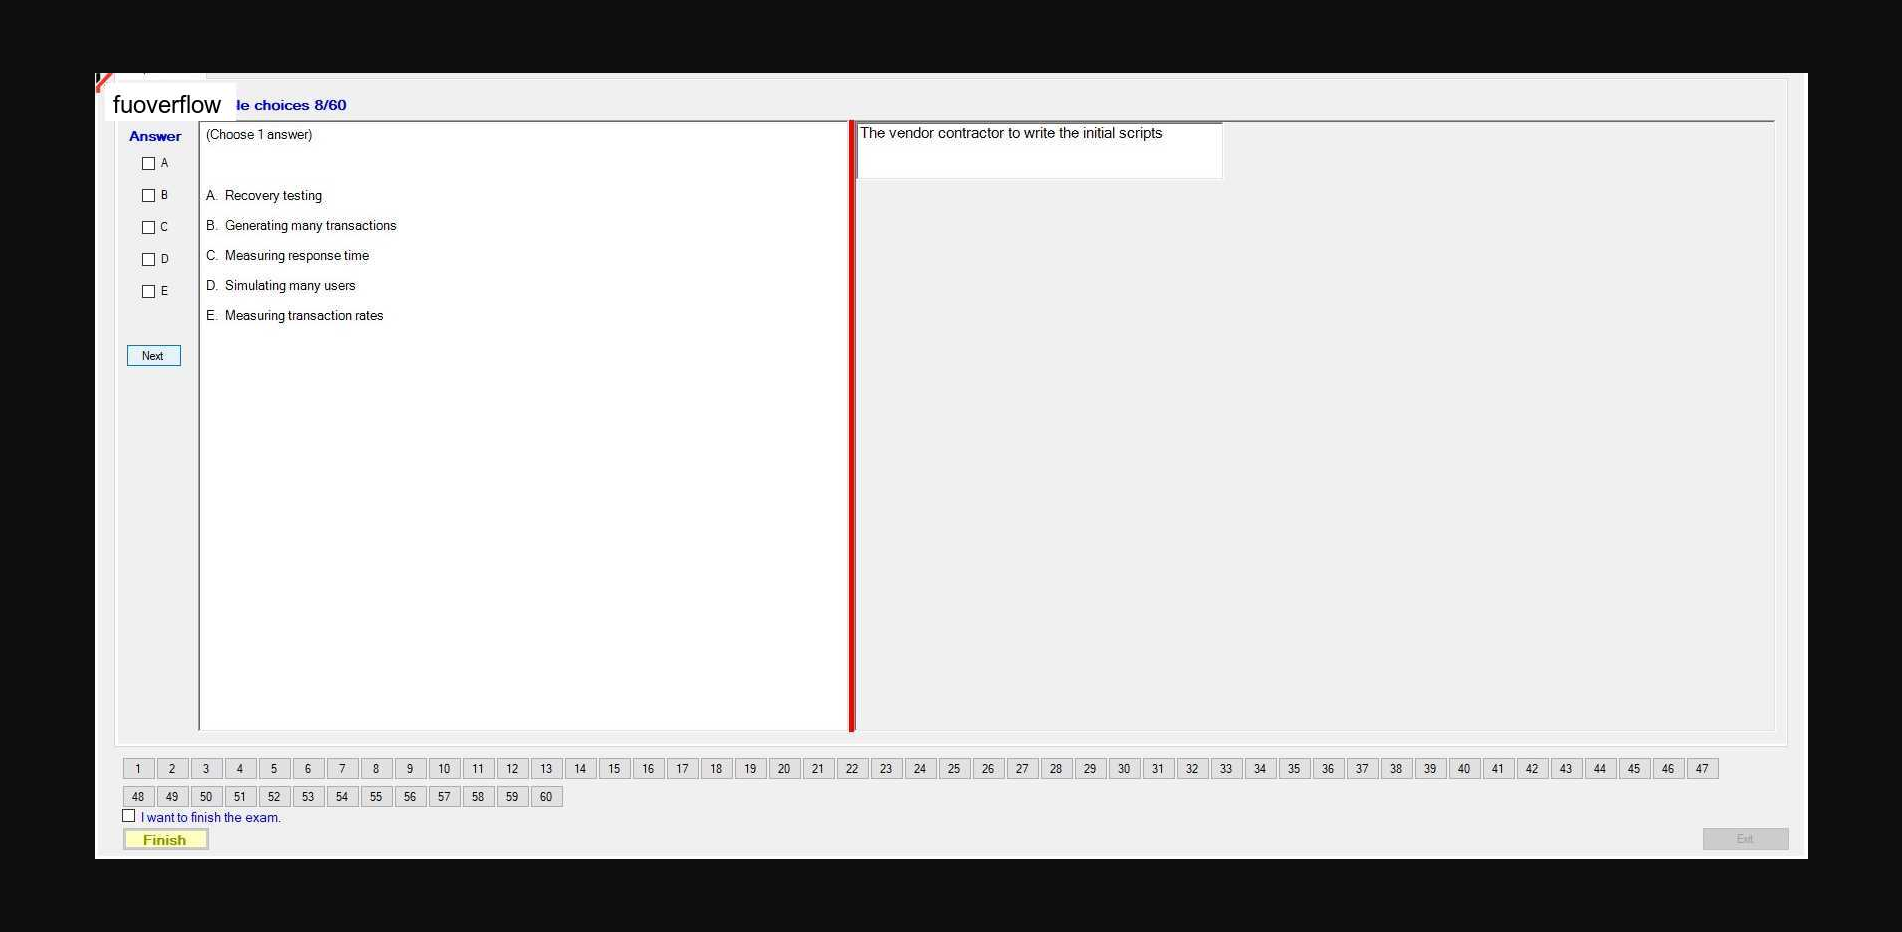 fuoverflow
le choices 8/60
Answer
(Choose 1 answer)
The vendor contractor to write the initial scripts
A
B
C
D
E
A. Recovery testing
B. Generating many transactions
C. Measuring response time
D. Simulating many users
E. Measuring transaction rates
Next
1 2 3 4 5 6 7 8 9 10 11 12 13 14 15 16 17 18 19 20 21 22 23 24 25 26 27 28 29 30 31 32 33 34 35 36 37 38 39 40 41 42 43 44 45 46 47
48 49 50 51 52 53 54 55 56 57 58 59 60
I want to finish the exam.
Finish
Exit